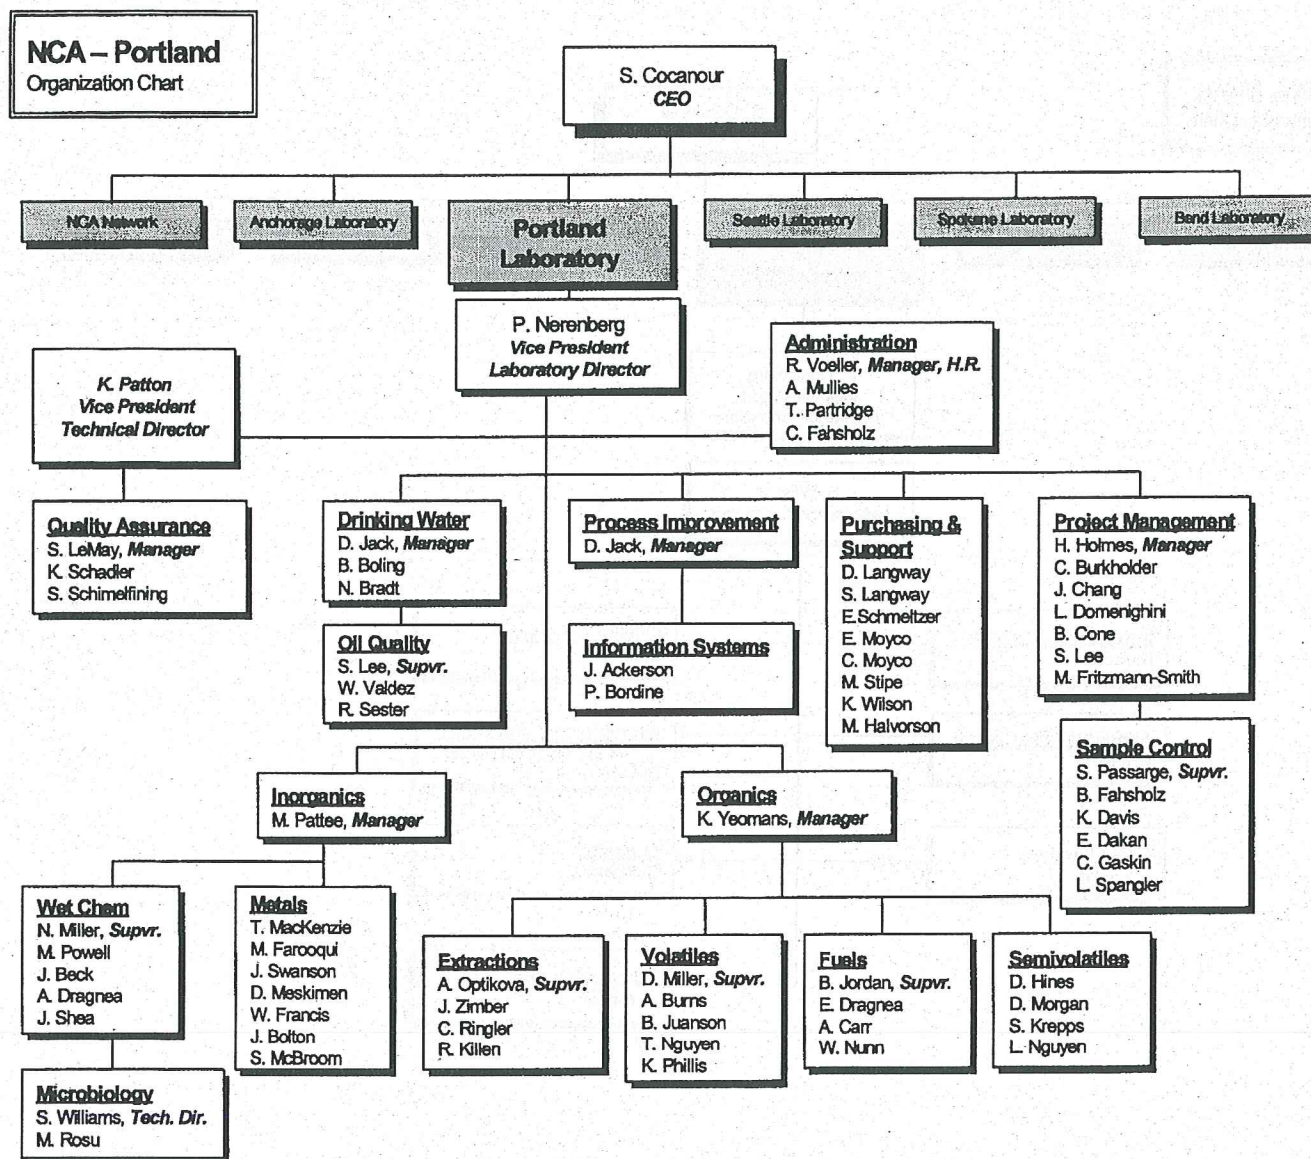 NCA – Portland
Organization Chart
S. Cocanour
CEO
NCA Network
Anchorage Laboratory
Portland
Laboratory
Seattle Laboratory
Spokane Laboratory
Bend Laboratory
P. Nerenberg
Vice President
Laboratory Director
K. Patton
Vice President
Technical Director
Administration
R. Voeller, Manager, H.R.
A. Mullies
T. Partridge
C. Fahsholz
Quality Assurance
S. LeMay, Manager
K. Schadler
S. Schimelfining
Drinking Water
D. Jack, Manager
B. Boling
N. Bradt
Oil Quality
S. Lee, Supvr.
W. Valdez
R. Sester
Process Improvement
D. Jack, Manager
Information Systems
J. Ackerson
P. Bordine
Purchasing &
Support
D. Langway
S. Langway
E.Schmeltzer
E. Moyco
C. Moyco
M. Stipe
K. Wilson
M. Halvorson
Project Management
H. Holmes, Manager
C. Burkholder
J. Chang
L. Domenighini
B. Cone
S. Lee
M. Fritzmann-Smith
Sample Control
S. Passarge, Supvr.
B. Fahsholz
K. Davis
E. Dakan
C. Gaskin
L. Spangler
Inorganics
M. Pattee, Manager
Organics
K. Yeomans, Manager
Wet Chem
N. Miller, Supvr.
M. Powell
J. Beck
A. Dragnea
J. Shea
Microbiology
S. Williams, Tech. Dir.
M. Rosu
Metals
T. MacKenzie
M. Farooqui
J. Swanson
D. Meskimen
W. Francis
J. Bolton
S. McBroom
Extractions
A. Optikova, Supvr.
J. Zimber
C. Ringler
R. Killen
Volatiles
D. Miller, Supvr.
A. Burns
B. Juanson
T. Nguyen
K. Phillis
Fuels
B. Jordan, Supvr.
E. Dragnea
A. Carr
W. Nunn
Semivolatiles
D. Hines
D. Morgan
S. Krepps
L. Nguyen